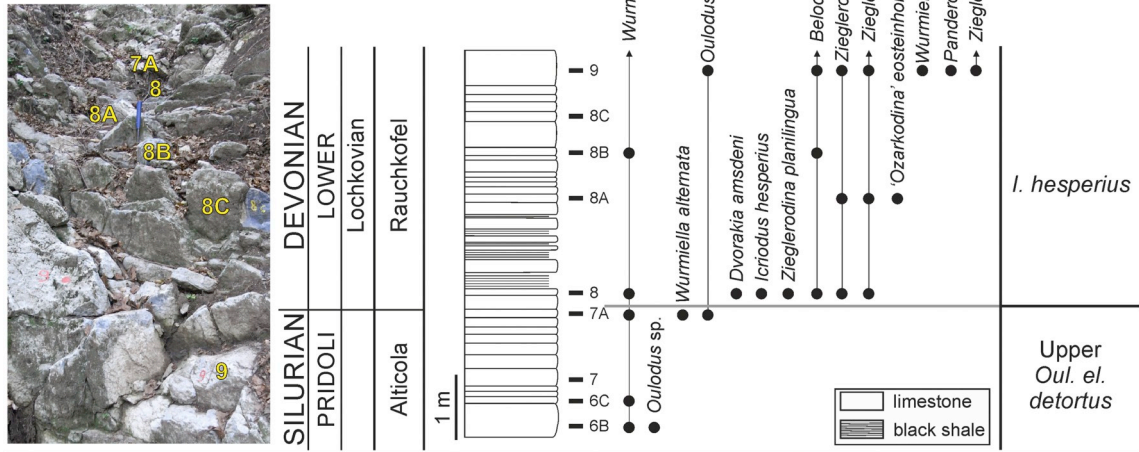 7A
8
8A
8B
8C
9
DEVONIAN
LOWER
Lochkovian
Rauchkofel
SILURIAN
PRIDOLI
Alticola
1 m
9
8C
8B
8A
8
7A
7
6C
6B
Oulodus sp.
Wurmiella alternata
Dvorakia amsdeni
Icriodus hesperius
Zieglerodina planilingua
'Ozarkodina'
I. hesperius
Upper
Oul. el.
detortus
limestone
black shale